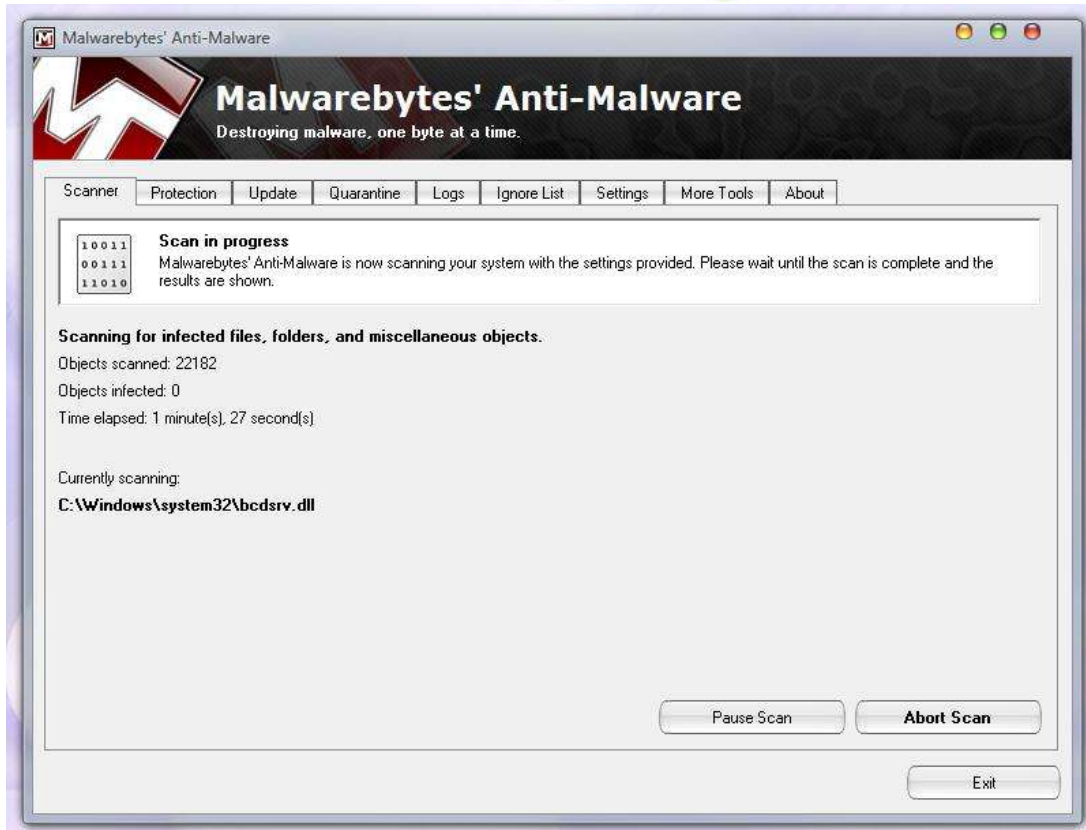 Malwarebytes' Anti-Malware
Malwarebytes' Anti-Malware
Destroying malware, one byte at a time.
Scanner Protection Update Quarantine Logs Ignore List Settings More Tools About
10011
00111
11010
Scan in progress
Malwarebytes' Anti-Malware is now scanning your system with the settings provided. Please wait until the scan is complete and the
results are shown.
Scanning for infected files, folders, and miscellaneous objects.
Objects scanned: 22182
Objects infected: 0
Time elapsed: 1 minute(s), 27 second(s)
Currently scanning:
C:\Windows\system32\bcdsrv.dll
Pause Scan Abort Scan
Exit